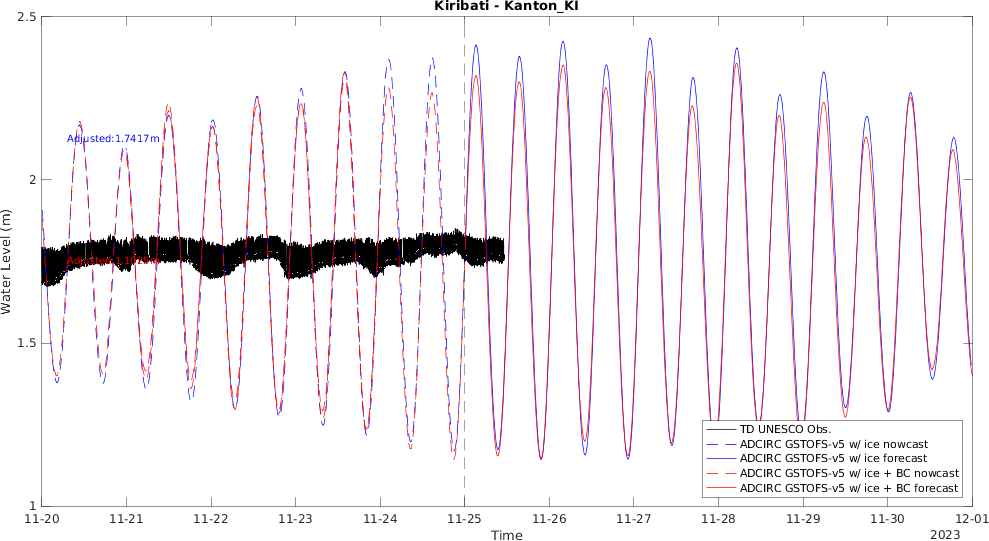 Kiribati - Kanton_KI
2.5
2
1.5
1
Water Level (m)
Adjusted:1.7417m
11-20
11-21
11-22
11-23
11-24
11-25
11-26
11-27
11-28
11-29
11-30
12-01
Time
2023
TD UNESCO Obs.
ADCIRC GSTOFS-v5 w/ ice nowcast
ADCIRC GSTOFS-v5 w/ ice forecast
ADCIRC GSTOFS-v5 w/ ice + BC nowcast
ADCIRC GSTOFS-v5 w/ ice + BC forecast